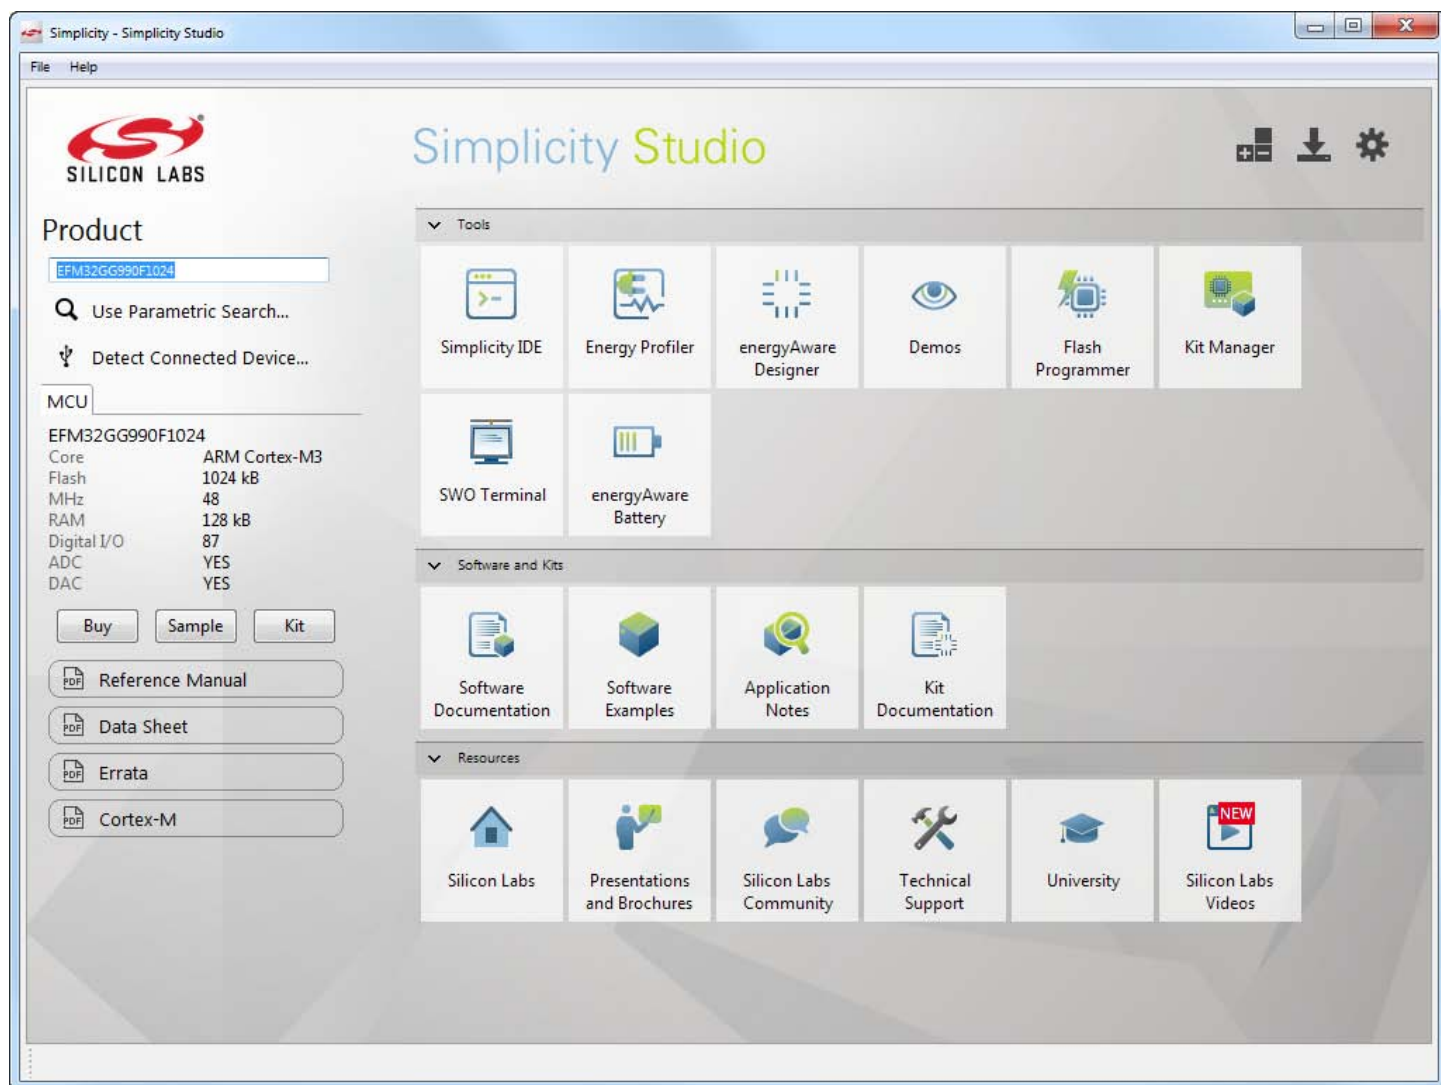 Simplicity - Simplicity Studio
File Help
SILICON LABS
Simplicity Studio
Product
EFM32GG990F1024
Use Parametric Search...
Detect Connected Device...
MCU
EFM32GG990F1024
Core ARM Cortex-M3
Flash 1024 kB
MHz 48
RAM 128 kB
Digital I/O 87
ADC YES
DAC YES
Buy Sample Kit
PDF Reference Manual
PDF Data Sheet
PDF Errata
PDF Cortex-M
Tools
Simplicity IDE
Energy Profiler
energyAware
Designer
Demos
Flash
Programmer
Kit Manager
SWO Terminal
energyAware
Battery
Software and Kits
Software
Documentation
Software
Examples
Application
Notes
Kit
Documentation
Resources
Silicon Labs
Presentations
and Brochures
Silicon Labs
Community
Technical
Support
University
NEW
Silicon Labs
Videos